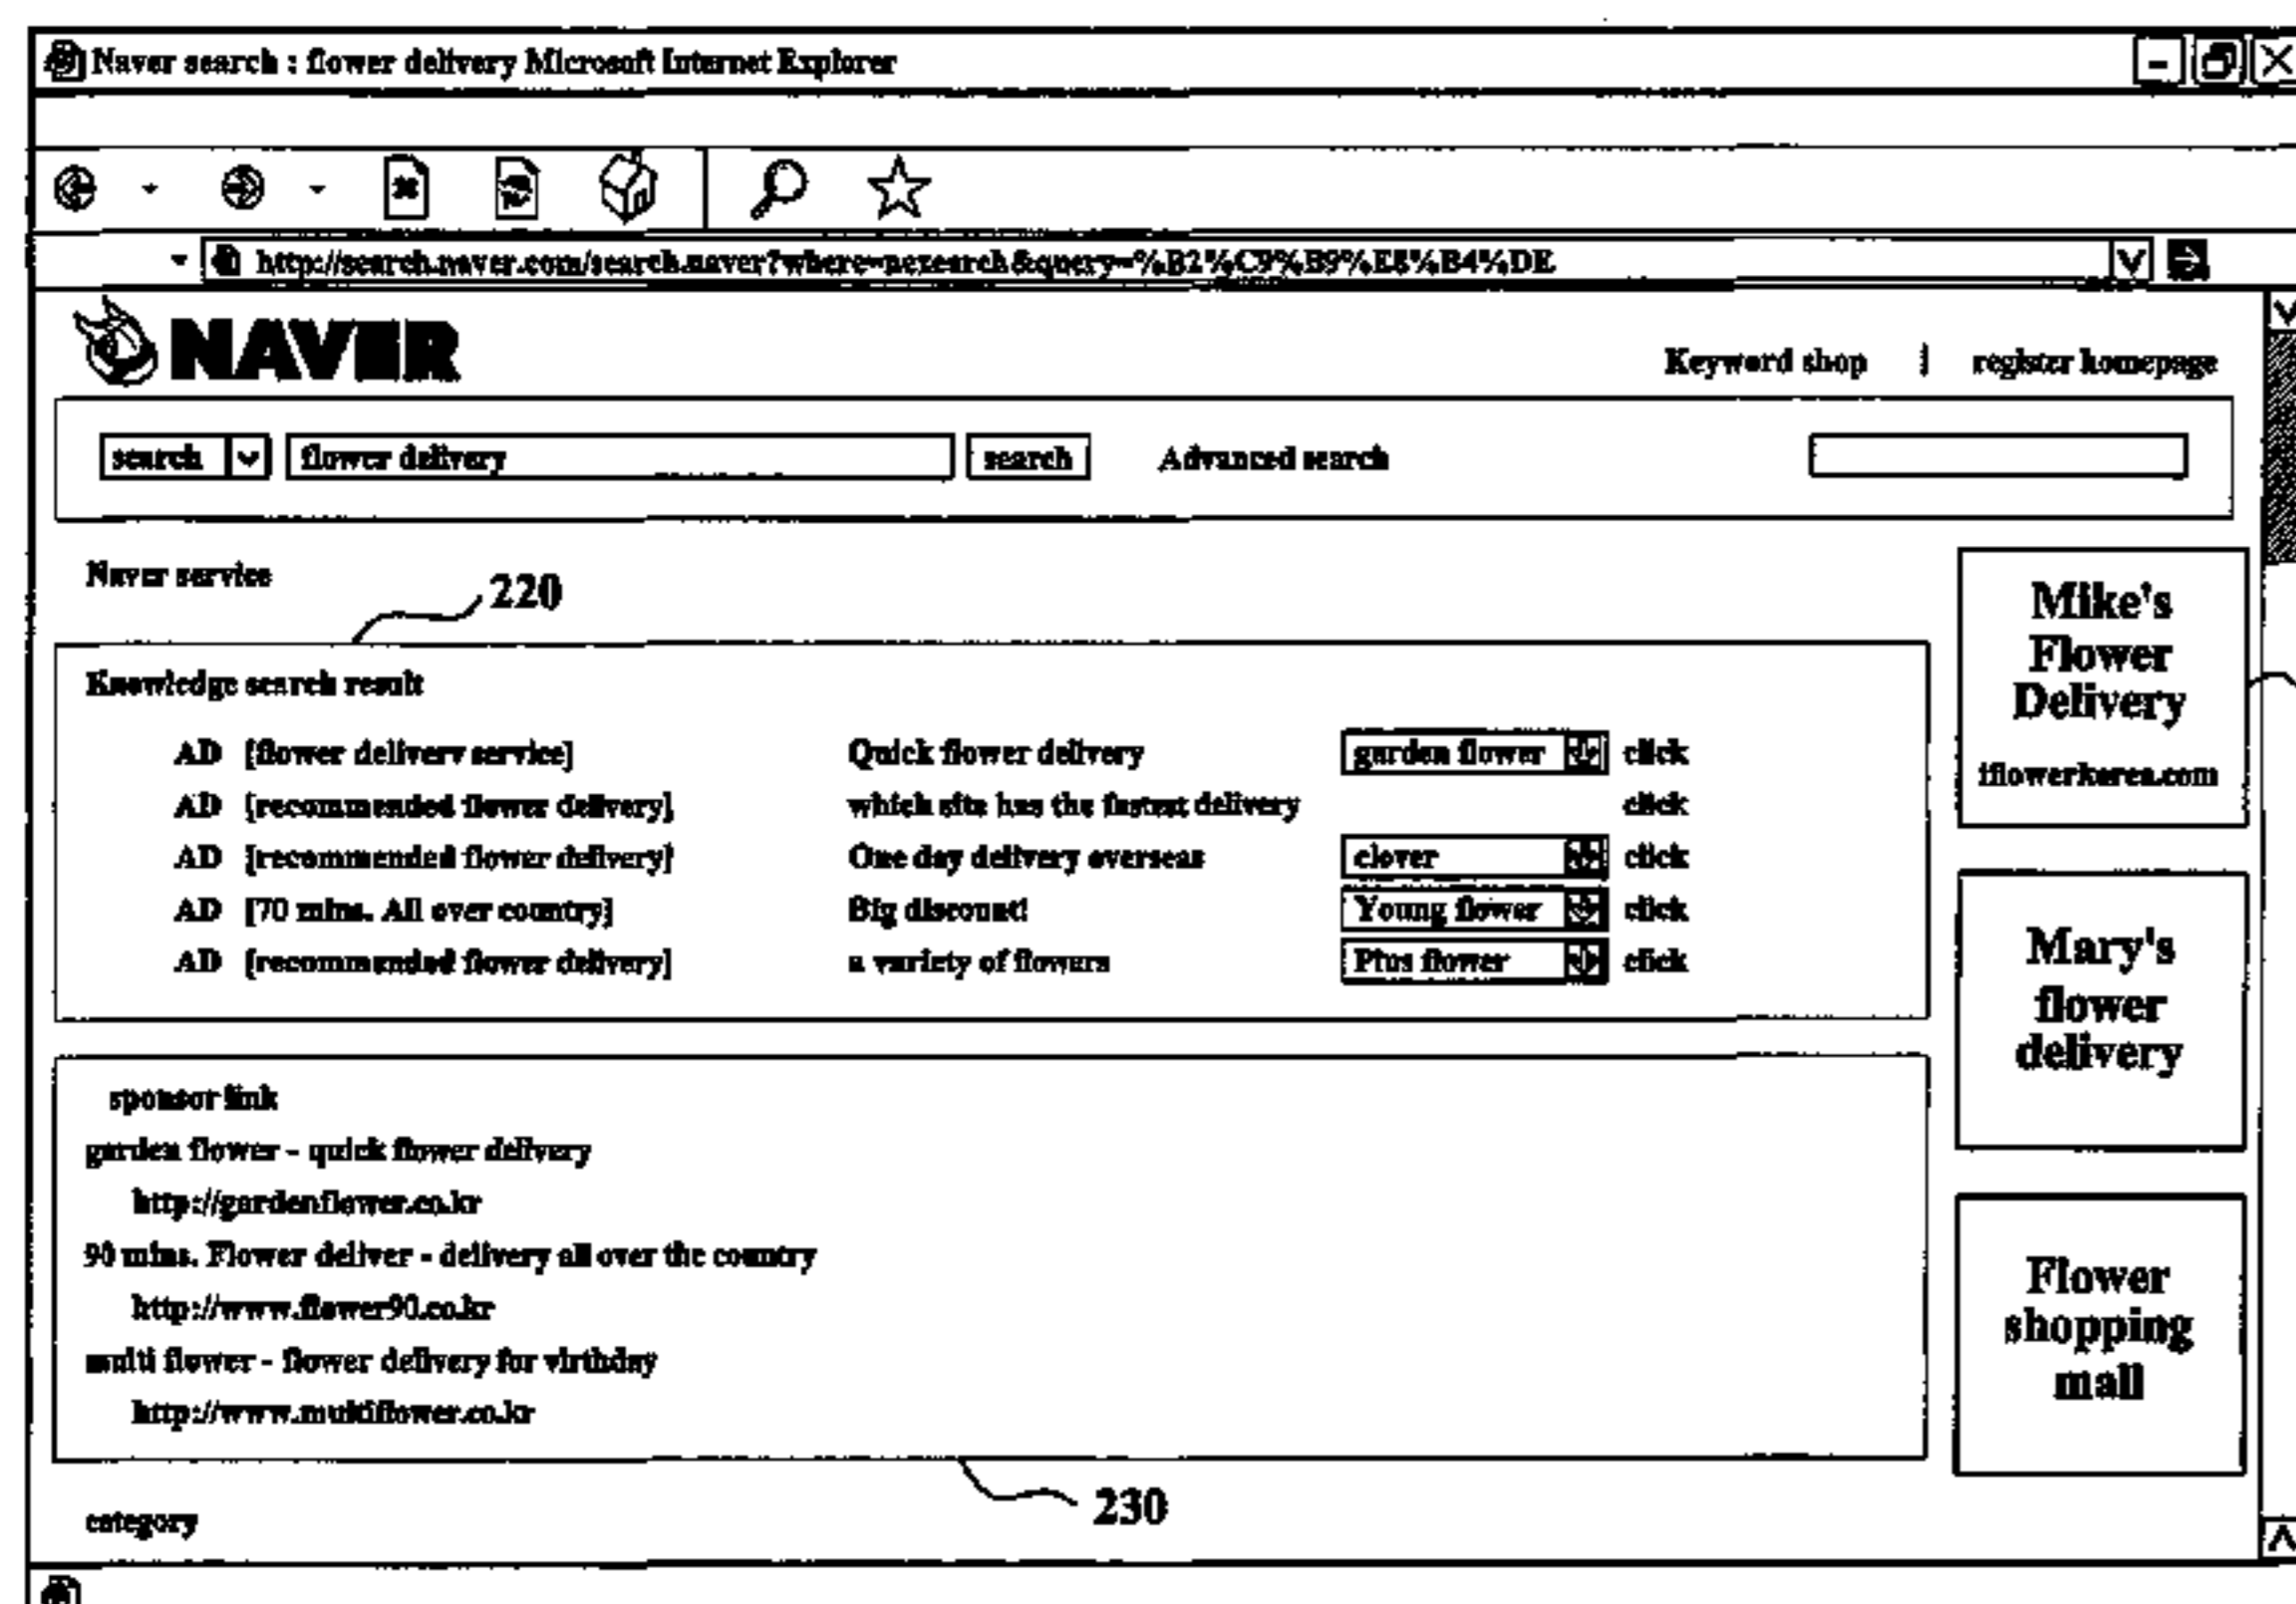 Naver search : flower delivery Microsoft Internet Explorer
http://search.naver.com/search.naver?where=nexearch&query=%B2%C9%B9%E8%B4%DE
NAVER
Keyword shop | register homepage
search flower delivery search Advanced search
Naver service
220
Knowledge search result
AD [flower delivery service] Quick flower delivery garden flower click
AD [recommended flower delivery] which site has the fastest delivery click
AD [recommended flower delivery] One day delivery overseas clover click
AD [70 mins. All over country] Big discount! Young flower click
AD [recommended flower delivery] a variety of flowers Plus flower click
sponsor link
garden flower - quick flower delivery
http://gardenflower.co.kr
90 mins. Flower deliver - delivery all over the country
http://www.flower90.co.kr
multi flower - flower delivery for virthday
http://www.multiflower.co.kr
230
category
Mike's
Flower
Delivery
iflowerkorea.com
Mary's
flower
delivery
Flower
shopping
mall